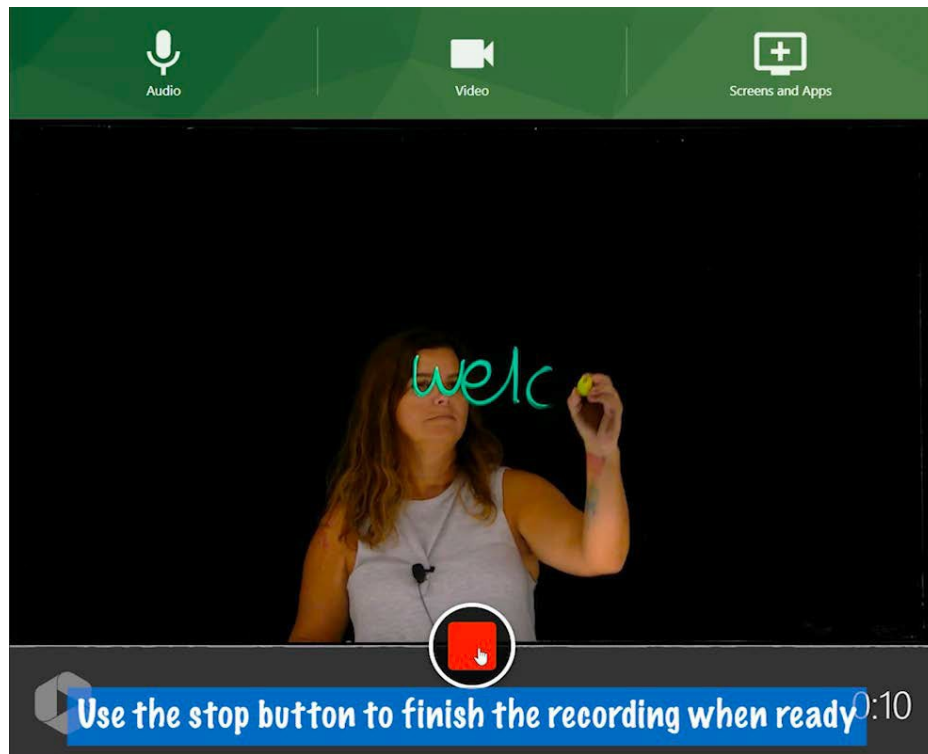 Audio
Video
Screens and Apps
welc
0:10
Use the stop button to finish the recording when ready